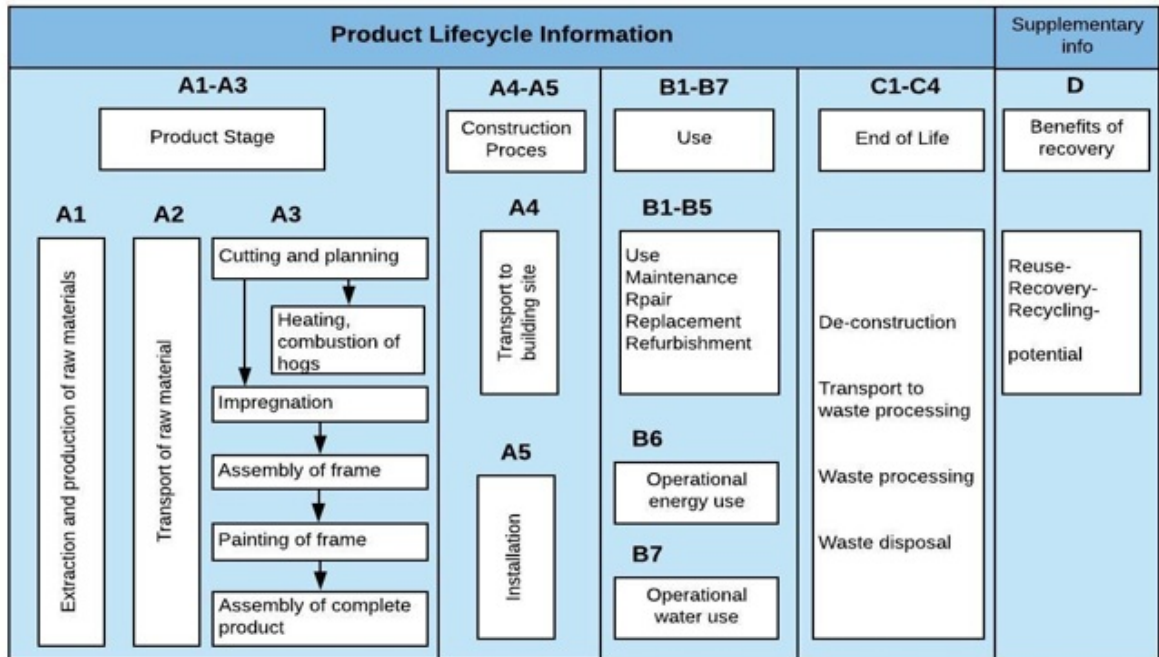 Product Lifecycle Information
Supplementary
info
A1-A3
Product Stage
A4-A5
Construction
Proces
B1-B7
Use
C1-C4
End of Life
D
Benefits of
recovery
A1
Extraction and production of raw materials
A2
Transport of raw material
A3
Cutting and planning
Heating,
combustion of
hogs
Impregnation
Assembly of frame
Painting of frame
Assembly of complete
product
A4
Transport to
building site
A5
Installation
B1-B5
Use
Maintenance
Rpair
Replacement
Refurbishment
B6
Operational
energy use
B7
Operational
water use
De-construction
Transport to
waste processing
Waste processing
Waste disposal
Reuse-
Recovery-
Recycling-
potential